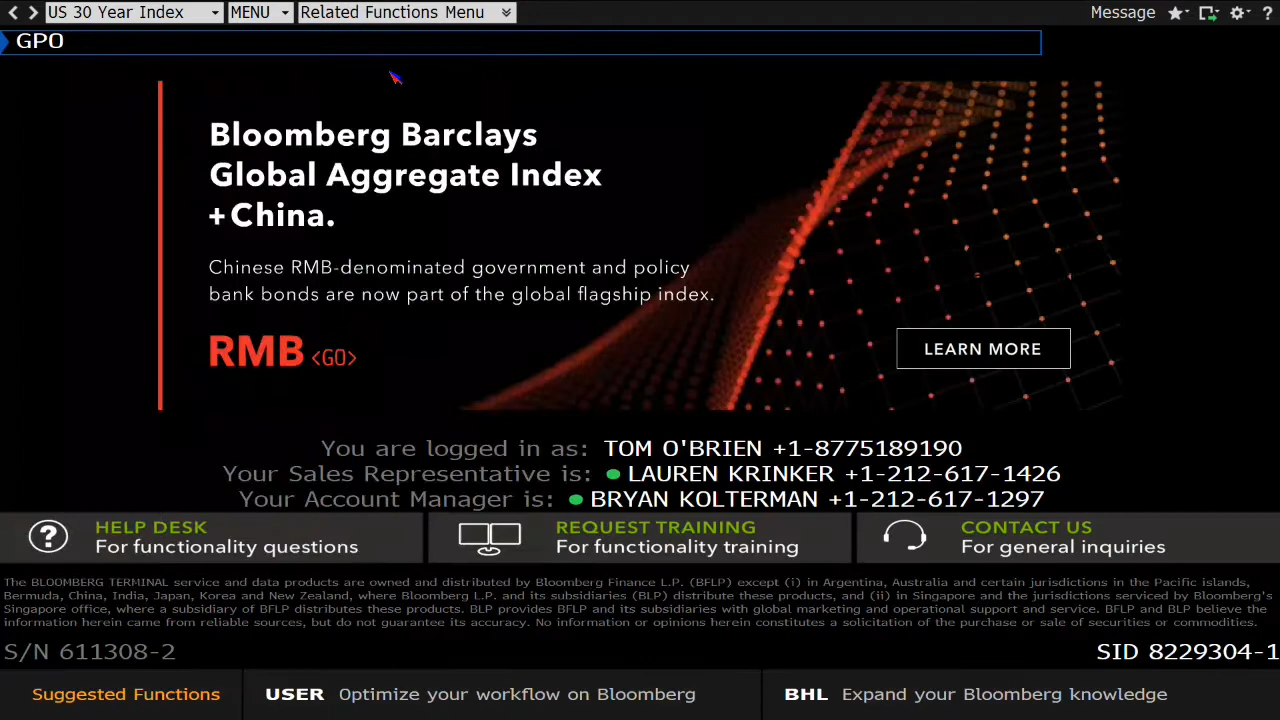 US 30 Year Index MENU Related Functions Menu Message ?
GPO
Bloomberg Barclays
Global Aggregate Index
+China.
Chinese RMB-denominated government and policy
bank bonds are now part of the global flagship index.
RMB <GO>
LEARN MORE
You are logged in as: TOM O'BRIEN +1-8775189190
Your Sales Representative is: LAUREN KRINKER +1-212-617-1426
Your Account Manager is: BRYAN KOLTERMAN +1-212-617-1297
? HELP DESK REQUEST TRAINING CONTACT US
For functionality questions For functionality training For general inquiries
The BLOOMBERG TERMINAL service and data products are owned and distributed by Bloomberg Finance L.P. (BFLP) except (i) in Argentina, Australia and certain jurisdictions in the Pacific islands,
Bermuda, China, India, Japan, Korea and New Zealand, where Bloomberg L.P. and its subsidiaries (BLP) distribute these products, and (ii) in Singapore and the jurisdictions serviced by Bloomberg's
Singapore office, where a subsidiary of BFLP distributes these products. BLP provides BFLP and its subsidiaries with global marketing and operational support and service. BFLP and BLP believe the
information herein came from reliable sources, but do not guarantee its accuracy. No information or opinions herein constitutes a solicitation of the purchase or sale of securities or commodities.
S/N 611308-2 SID 8229304-1
Suggested Functions USER Optimize your workflow on Bloomberg BHL Expand your Bloomberg knowledge